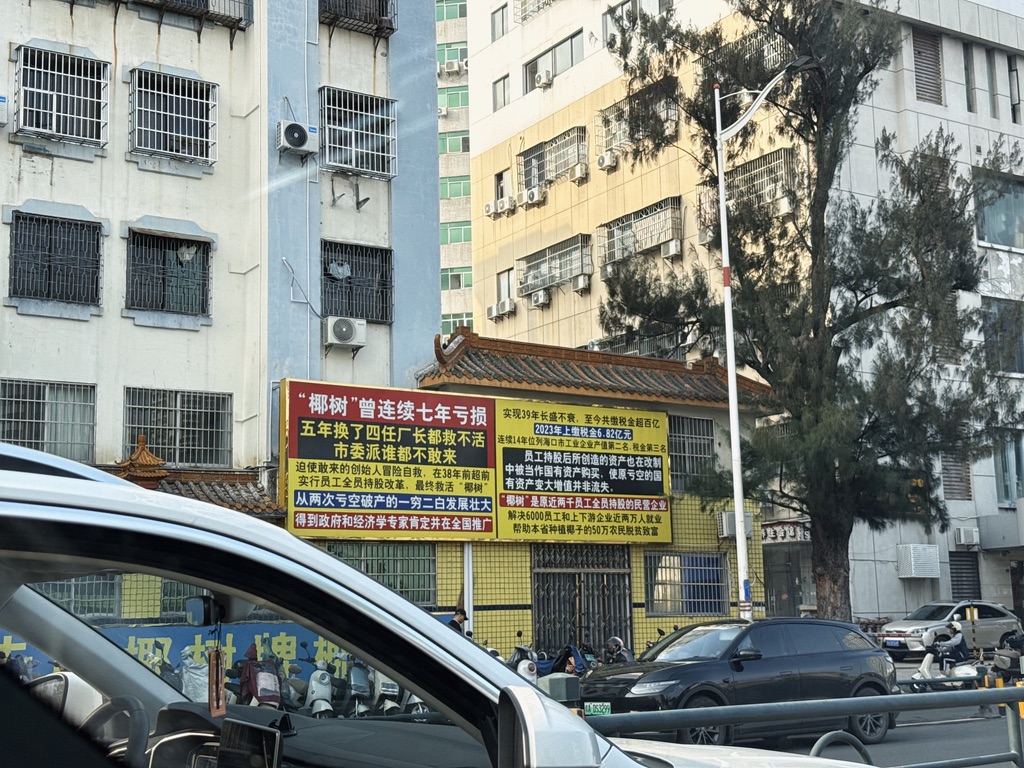 “椰树”曾连续七年亏损
五年换了四任厂长都救不活
市委派谁都不敢来
迫使敢来的创始人冒险自救、在38年前超前
实行员工全员持股改革、最终救活“椰树”
从两次亏空破产的一穷二白发展壮大
得到政府和经济学专家肯定并在全国推广
实现39年长盛不衰、至今共缴税金超百亿
2023年上缴税金6.82亿元
连续14年位列海口市工业企业产值第二名、税金第三名
员工持股后所创造的资产也在改制
中被当作国有资产购买、使原亏空的国
有资产变大增值并非流失、
“椰树”是原近两千员工全员持股的民营企业
解决6000员工和上下游企业近两万人就业
帮助本省种植椰子的50万农民脱贫致富
椰树牌椰